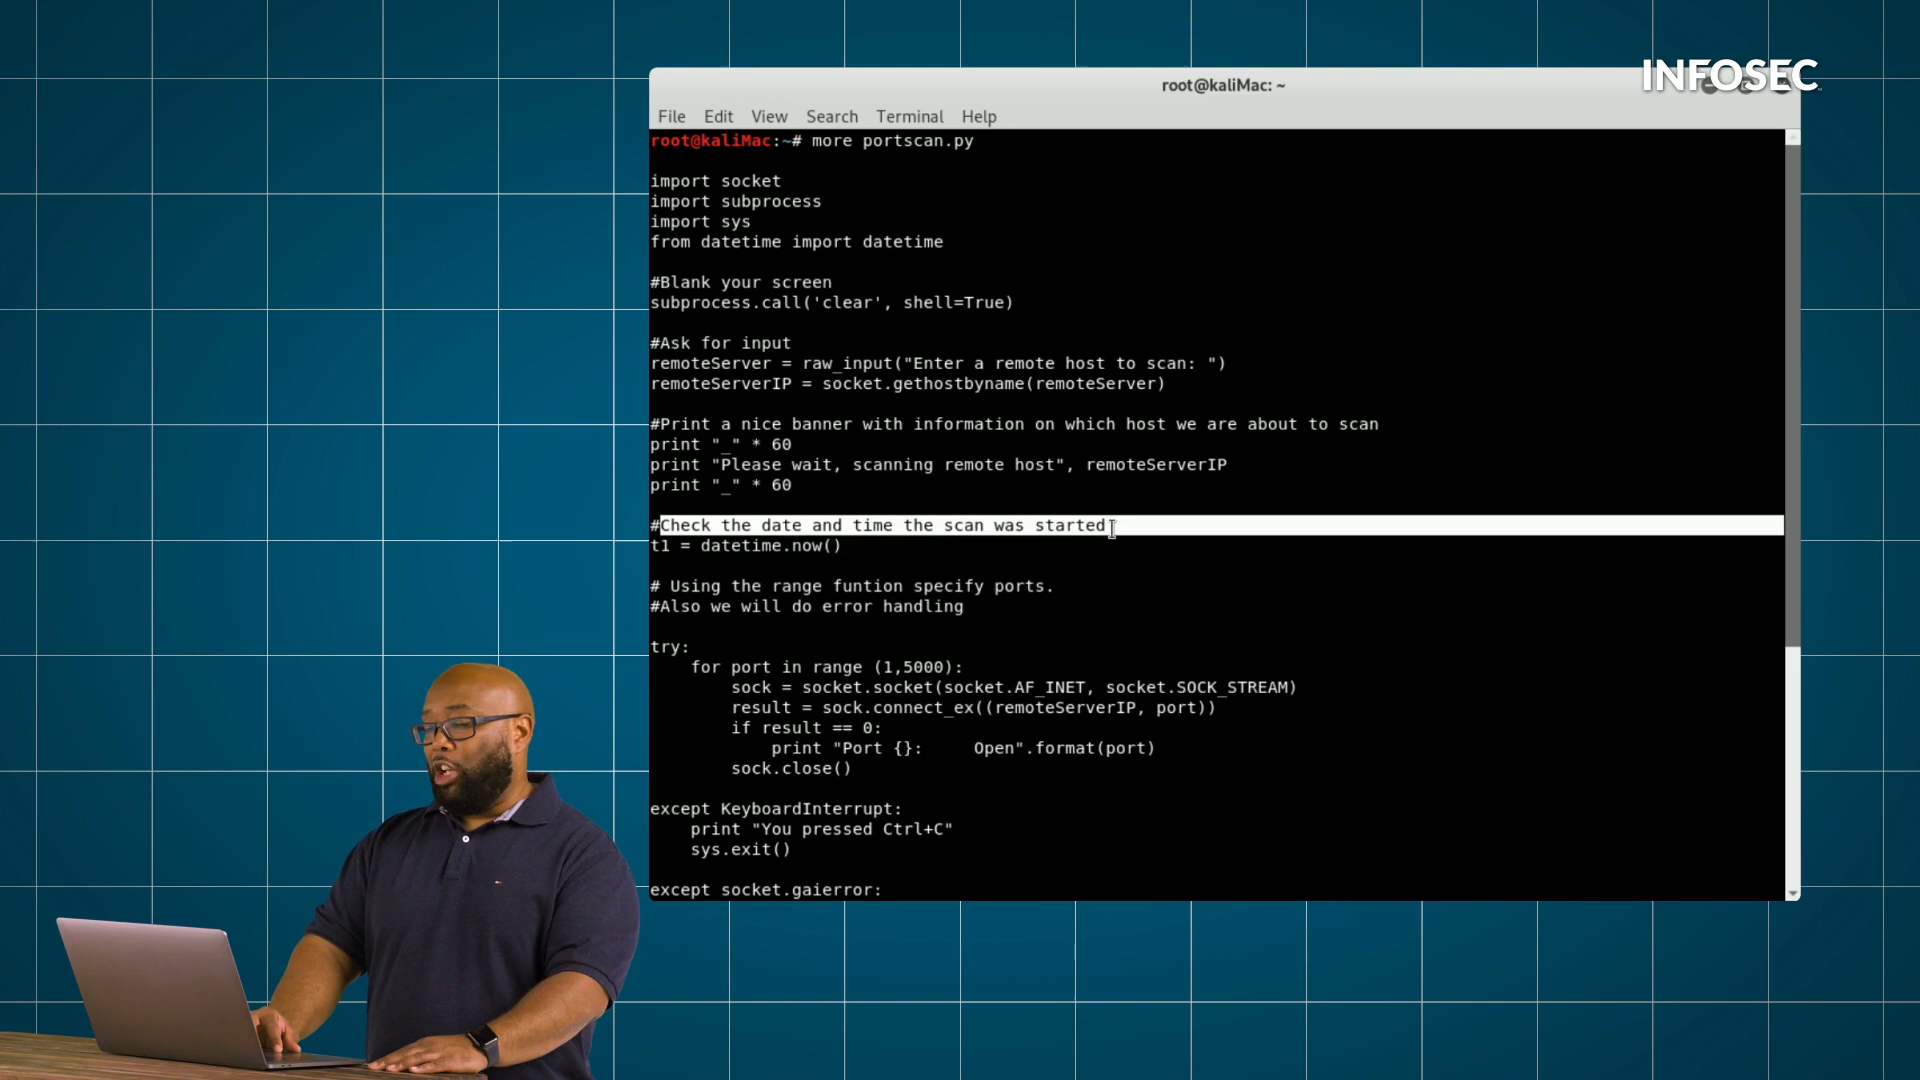 INFOSEC
root@kaliMac: ~
File Edit View Search Terminal Help
root@kaliMac:~# more portscan.py
import socket
import subprocess
import sys
from datetime import datetime
#Blank your screen
subprocess.call('clear', shell=True)
#Ask for input
remoteServer = raw_input("Enter a remote host to scan: ")
remoteServerIP = socket.gethostbyname(remoteServer)
#Print a nice banner with information on which host we are about to scan
print "_" * 60
print "Please wait, scanning remote host", remoteServerIP
print "_" * 60
#Check the date and time the scan was started
t1 = datetime.now()
# Using the range funtion specify ports.
#Also we will do error handling
try:
    for port in range (1,5000):
        sock = socket.socket(socket.AF_INET, socket.SOCK_STREAM)
        result = sock.connect_ex((remoteServerIP, port))
        if result == 0:
            print "Port {}:     Open".format(port)
        sock.close()
except KeyboardInterrupt:
    print "You pressed Ctrl+C"
    sys.exit()
except socket.gaierror: